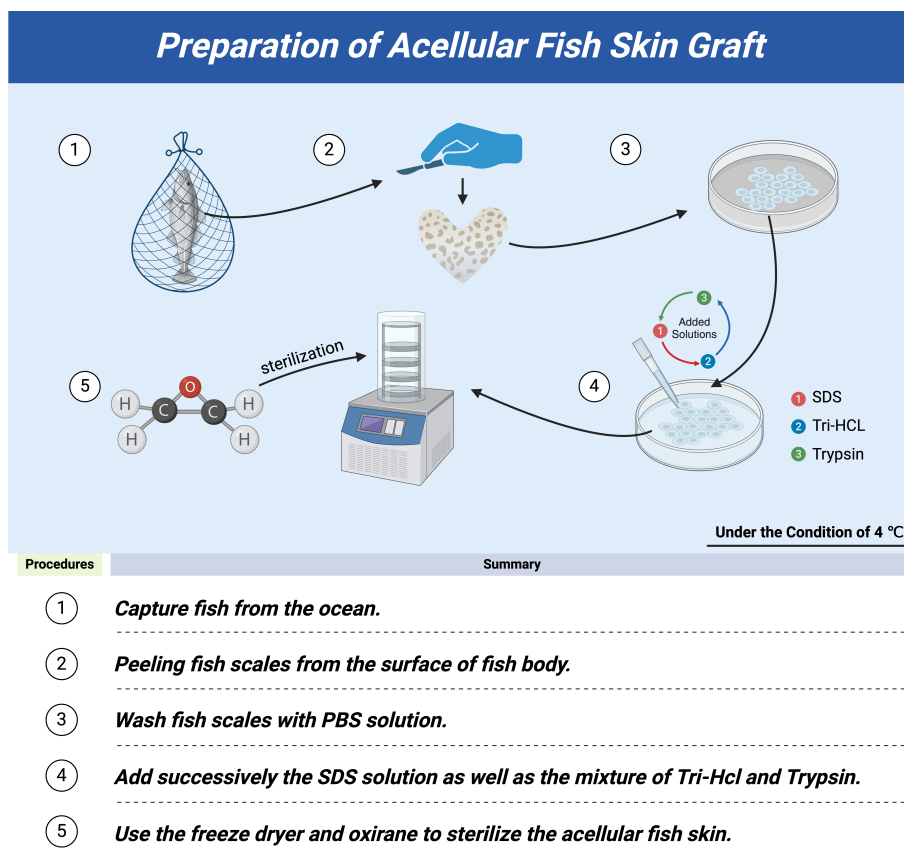 Preparation of Acellular Fish Skin Graft
1
2
3
3
Added
Solutions
1
2
sterilization
5
4
O
H
C
C
H
H
H
1 SDS
2 Tri-HCL
3 Trypsin
Under the Condition of 4 ℃
Procedures
Summary
1 Capture fish from the ocean.
2 Peeling fish scales from the surface of fish body.
3 Wash fish scales with PBS solution.
4 Add successively the SDS solution as well as the mixture of Tri-Hcl and Trypsin.
5 Use the freeze dryer and oxirane to sterilize the acellular fish skin.